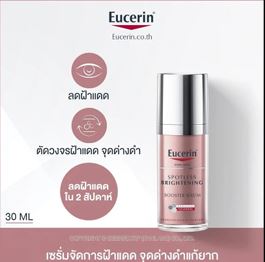 Eucerin
Eucerin.co.th
ลดฝ้าแดด
ตัดวงจรฝ้าแดด จุดด่างดำ
ลดฝ้าแดด
ใน 2 สัปดาห์
Eucerin
SPOTLESS
BRIGHTENING
BOOSTER SERUM
30 ML
เซรั่มจัดการฝ้าแดด จุดด่างดำแก้ยาก